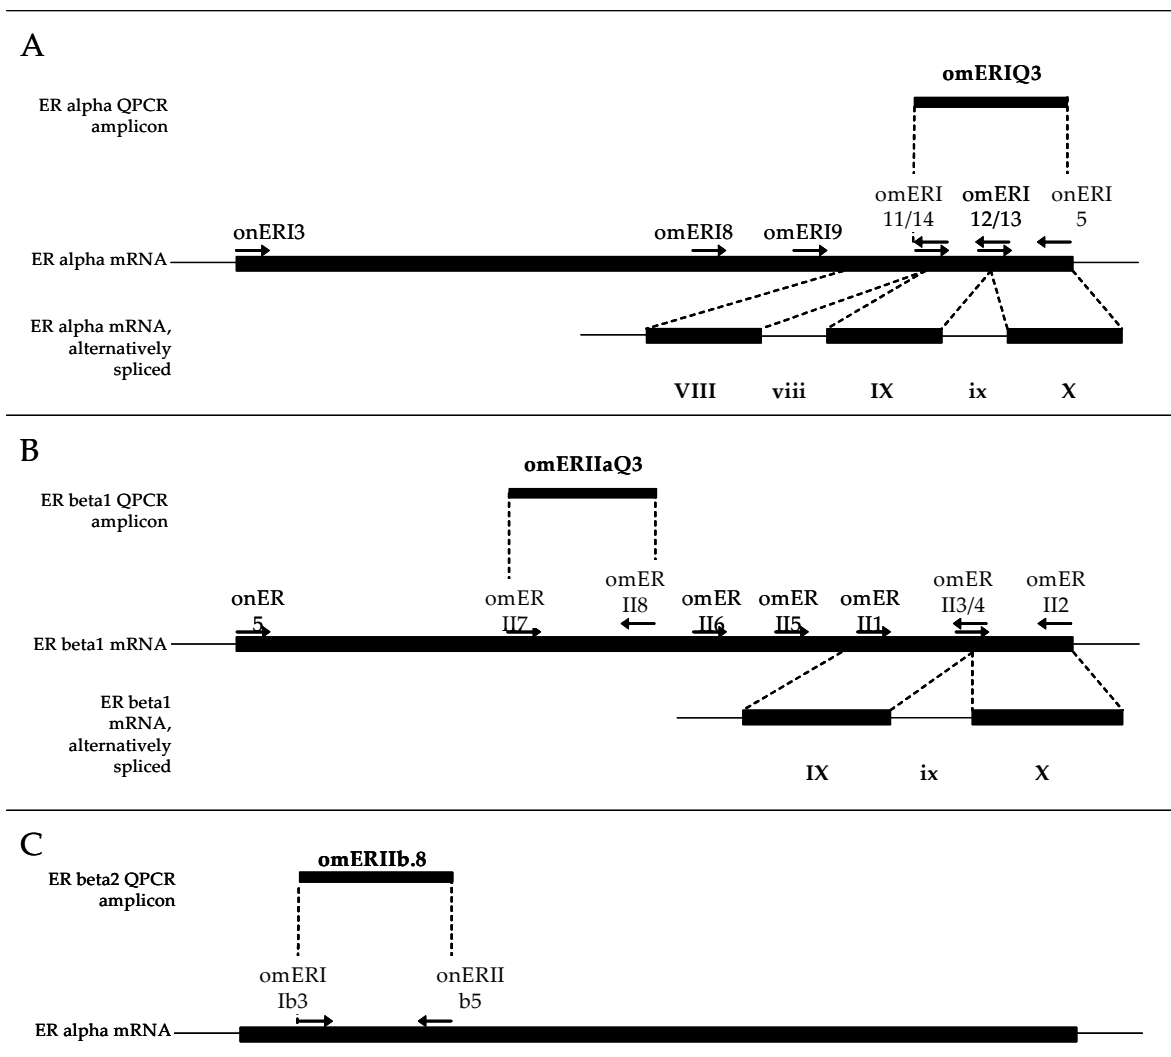 A
omERIQ3
ER alpha QPCR
amplicon
omERI
11/14
omERI
12/13
onERI
5
onERI3
omERI8
omERI9
ER alpha mRNA
ER alpha mRNA,
alternatively
spliced
VIII
viii
IX
ix
X
B
omERIIaQ3
ER beta1 QPCR
amplicon
onER
5
omER
II7
omER
II8
omER
II6
omER
II5
omER
II1
omER
II3/4
omER
II2
ER beta1 mRNA
ER beta1
mRNA,
alternatively
spliced
IX
ix
X
C
omERIIb.8
ER beta2 QPCR
amplicon
omERI
Ib3
onERII
b5
ER alpha mRNA